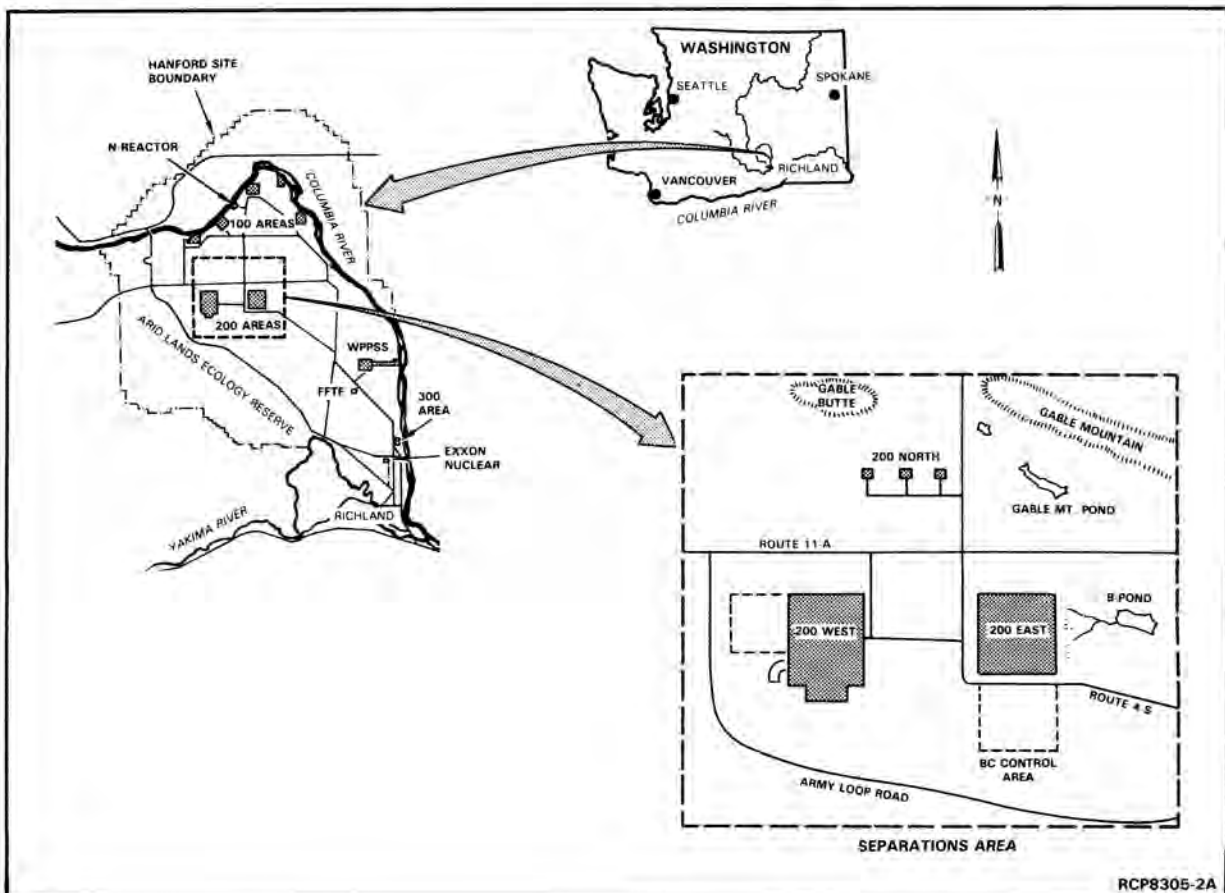 HANFORD SITE
BOUNDARY
N REACTOR
COLUMBIA RIVER
100 AREAS
200 AREAS
ARID LANDS ECOLOGY RESERVE
WPPSS
FFTF
300
AREA
EXXON
NUCLEAR
RICHLAND
YAKIMA RIVER
WASHINGTON
SEATTLE
SPOKANE
RICHLAND
VANCOUVER
COLUMBIA RIVER
N
GABLE
BUTTE
GABLE MOUNTAIN
200 NORTH
GABLE MT. POND
ROUTE 11-A
200 WEST
200 EAST
B POND
ROUTE 4 S
BC CONTROL
AREA
ARMY LOOP ROAD
SEPARATIONS AREA
RCP8305-2A